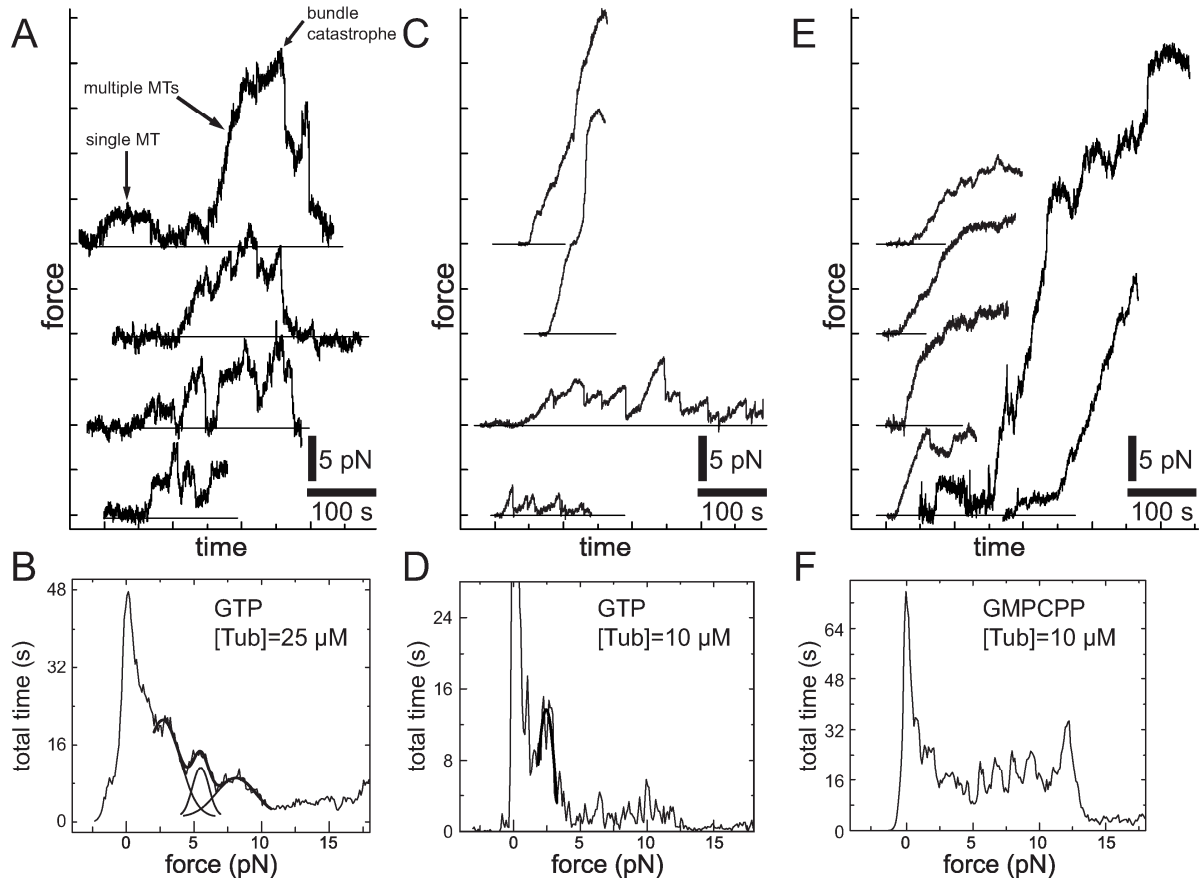 A
bundle
catastrophe
multiple MTs
single MT
force
5 pN
100 s
time
C
force
5 pN
100 s
time
E
force
5 pN
100 s
time
B
GTP
[Tub]=25 µM
total time (s)
48
32
16
0
0
5
10
15
force (pN)
D
GTP
[Tub]=10 µM
total time (s)
24
16
8
0
0
5
10
15
force (pN)
F
GMPCPP
[Tub]=10 µM
total time (s)
64
48
32
16
0
0
5
10
15
force (pN)